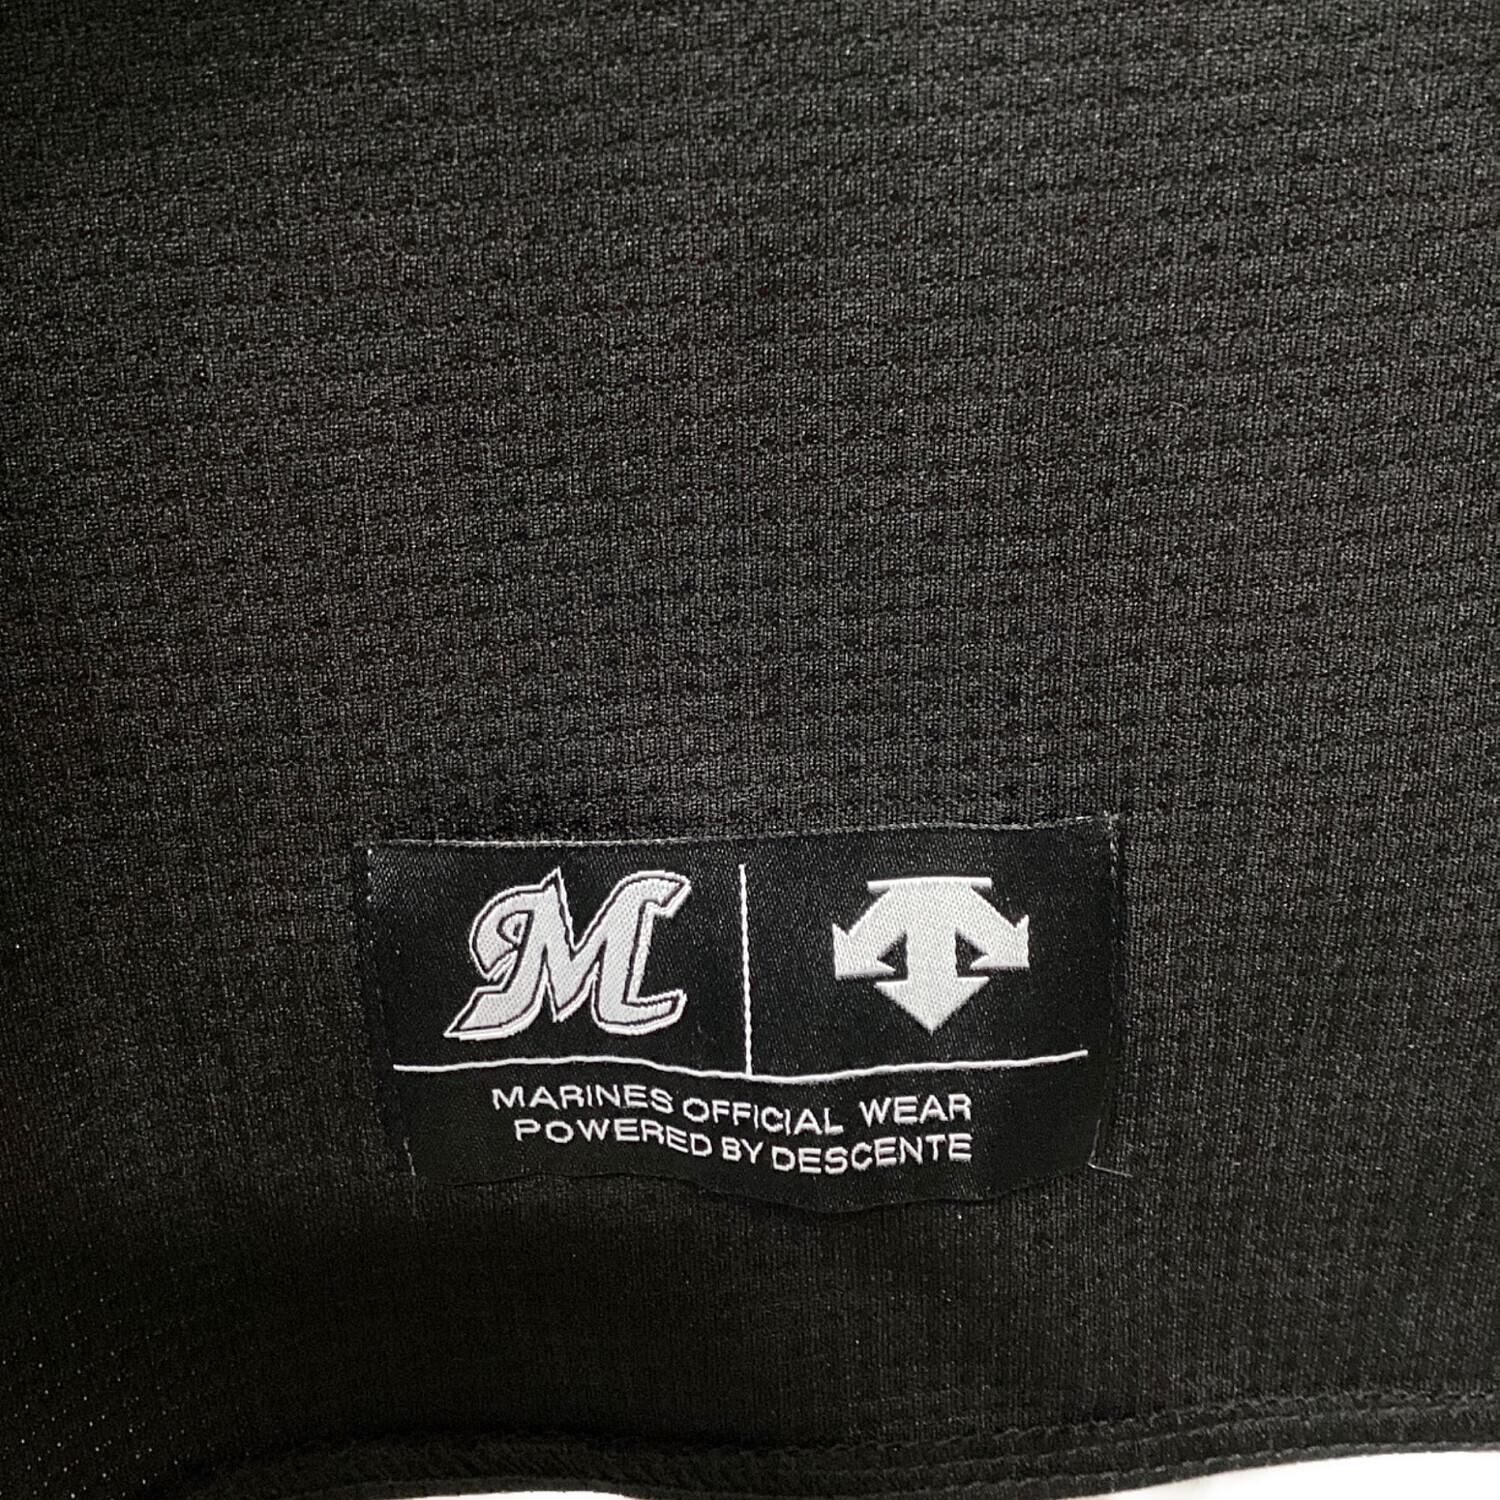 M
MARINES OFFICIAL WEAR
POWERED BY DESCENTE